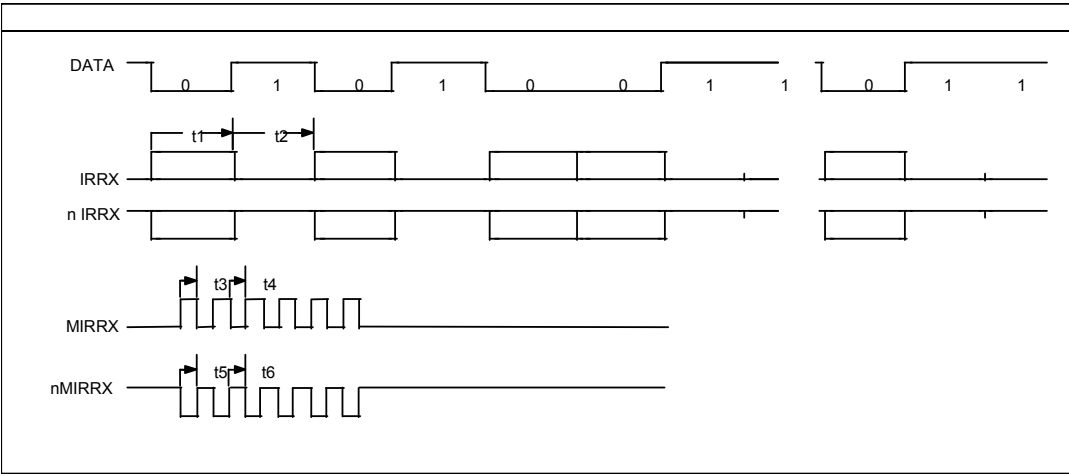 DATA
0 1 0 1 0 0 1 1 0 1 1
t1 t2
IRRX
n IRRX
t3 t4
MIRRX
t5 t6
nMIRRX